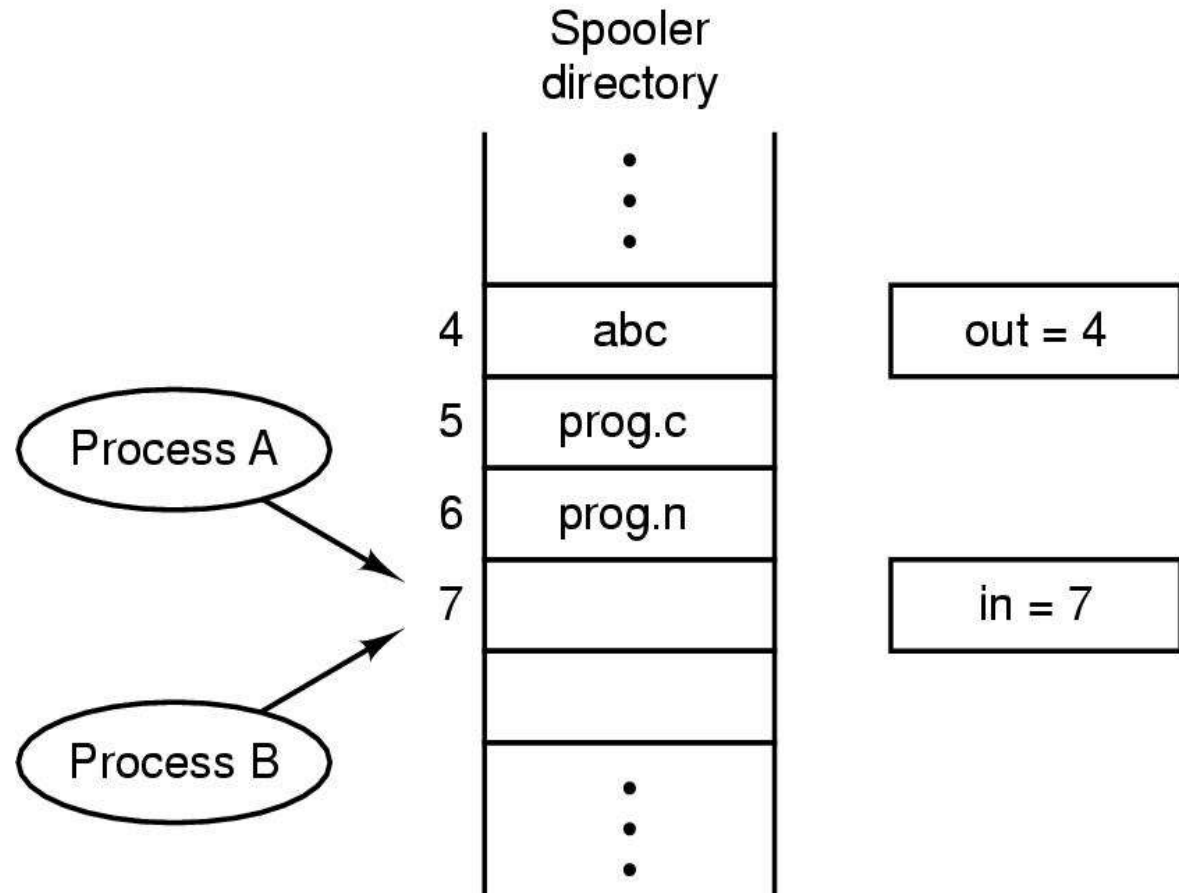 Spooler
directory
4 abc out = 4
Process A
5 prog.c
6 prog.n
7 in = 7
Process B